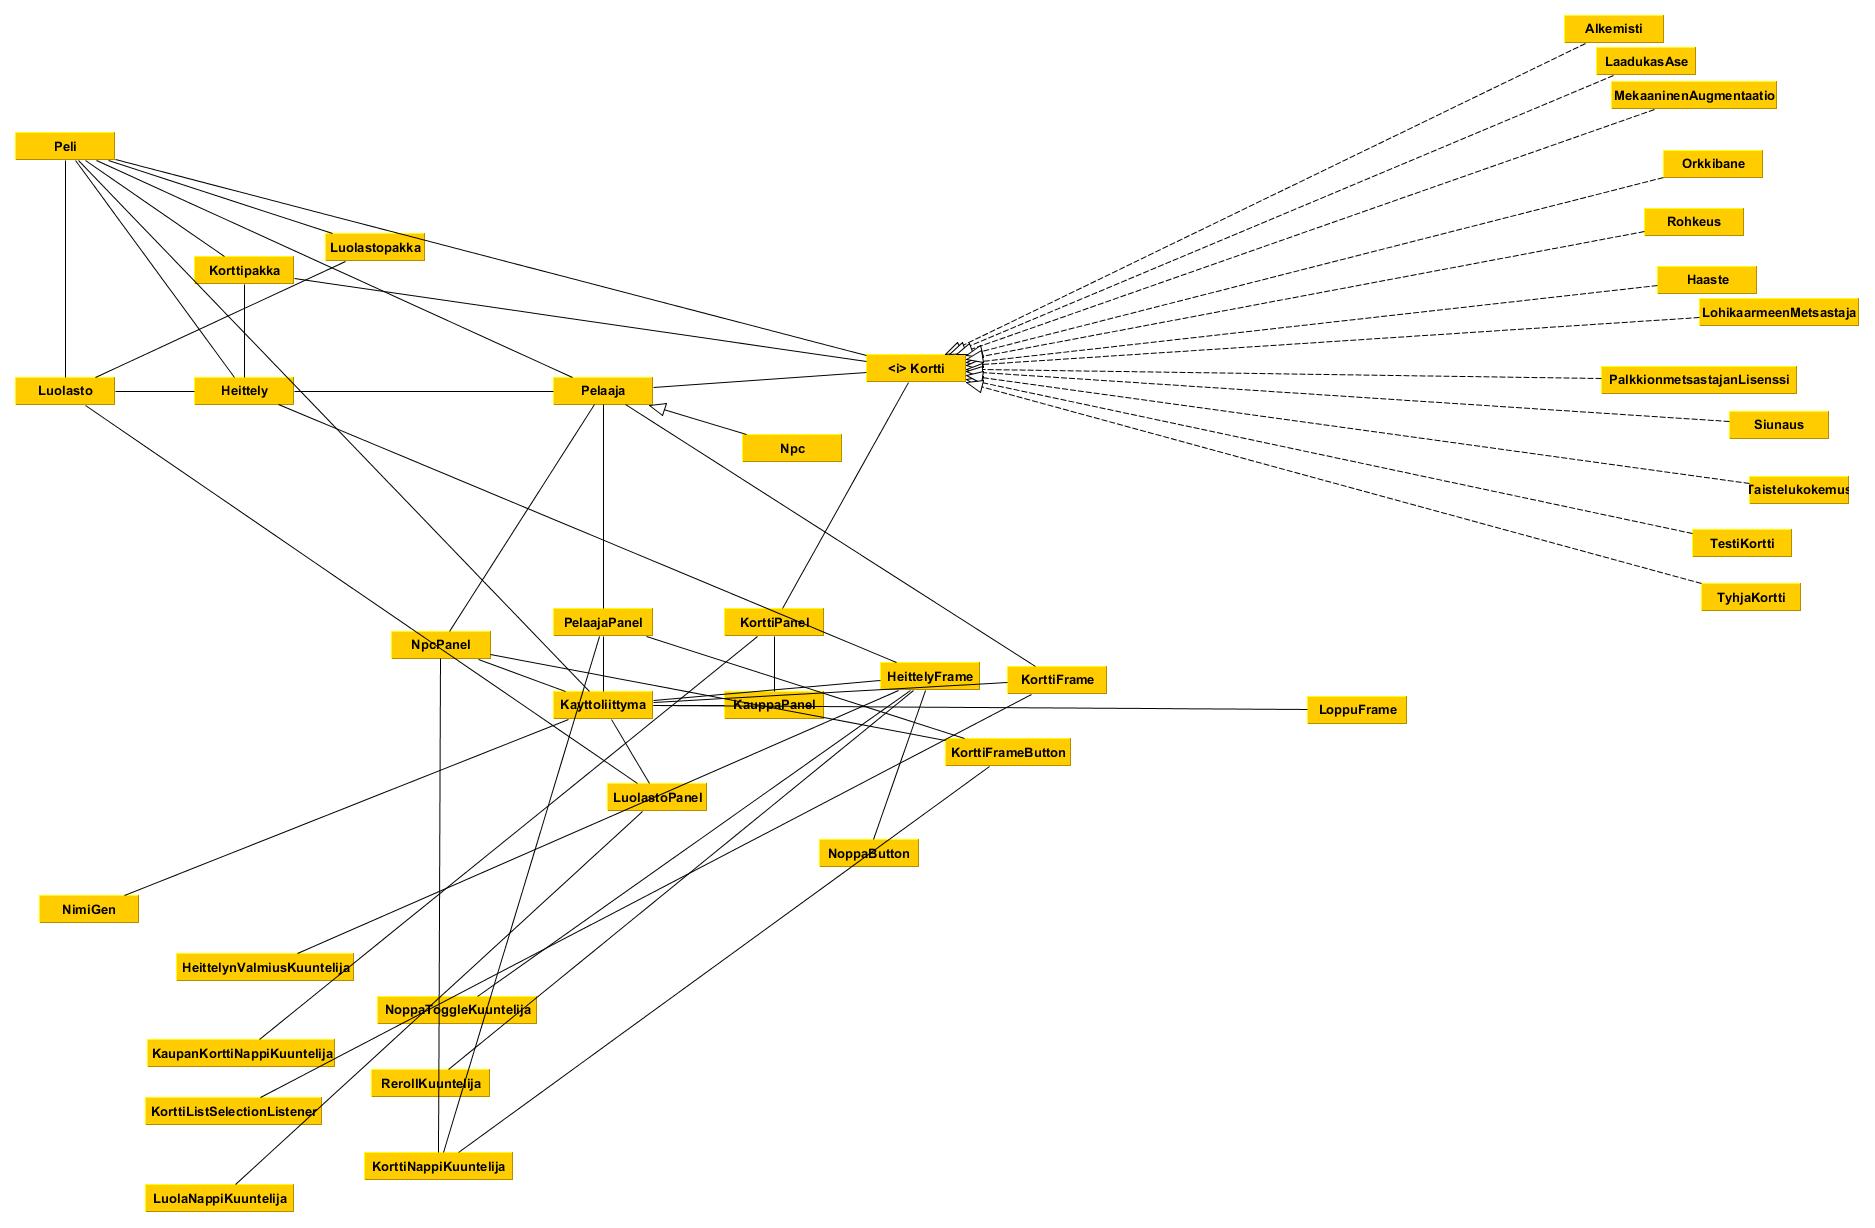 Alkemisti
LaadukasAse
MekaaninenAugmentaatio
Peli
Orkkibane
Rohkeus
Luolastopakka
Korttipakka
Haaste
LohikaarmeenMetsastaja
<i> Kortti
PalkkionmetsastajanLisenssi
Luolasto
Heittely
Pelaaja
Siunaus
Npc
Taistelukokemus
TestiKortti
TyhjaKortti
PelaajaPanel
KorttiPanel
NpcPanel
HeittelyFrame
KorttiFrame
Kayttoliittyma
KauppaPanel
LoppuFrame
KorttiFrameButton
LuolastoPanel
NoppaButton
NimiGen
HeittelynValmiusKuuntelija
NoppaToggleKuuntelija
KaupanKorttiNappiKuuntelija
RerollKuuntelija
KorttiListSelectionListener
KorttiNappiKuuntelija
LuolaNappiKuuntelija